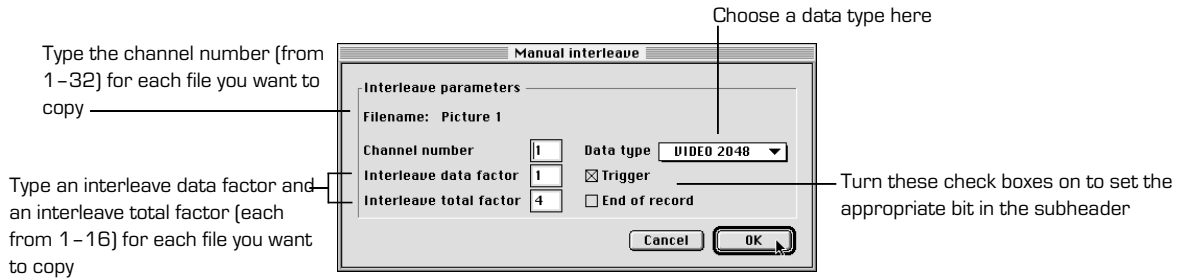 Choose a data type here
Type the channel number (from
1–32) for each file you want to
copy
Manual interleave
Interleave parameters
Filename: Picture 1
Channel number 1 Data type VIDEO 2048
Interleave data factor 1 Trigger
Interleave total factor 4 End of record
Cancel OK
Type an interleave data factor and
an interleave total factor (each
from 1–16) for each file you want
to copy
Turn these check boxes on to set the
appropriate bit in the subheader